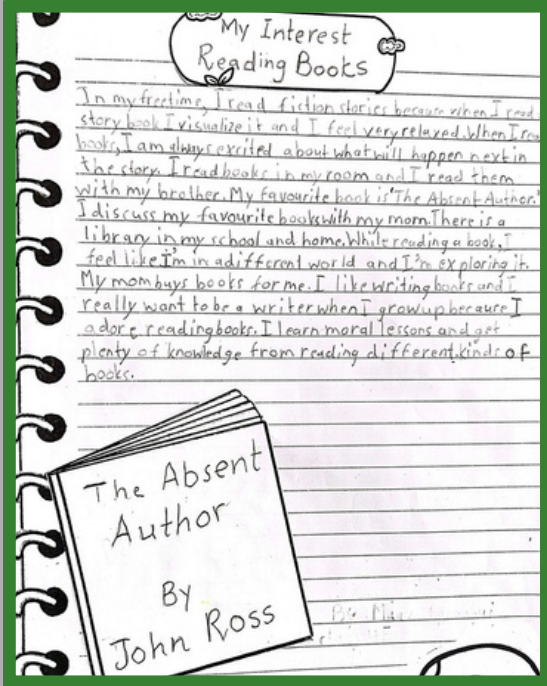 My Interest
Reading Books
In my freetime, I read fiction stories because when I read
story book I visualize it and I feel very relaxed. When I read
books, I am always excited about what will happen next in
the story. I read books in my room and I read them
with my brother. My favourite book is 'The Absent Author.'
I discuss my favourite books with my mom. There is a
library in my school and home. While reading a book, I
feel like I'm in a different world and I'm exploring it.
My mom buys books for me. I like writing books and I
really want to be a writer when I grow up because I
adore reading books. I learn moral lessons and get
plenty of knowledge from reading different kinds of
books.
The Absent
Author
By
John Ross
By